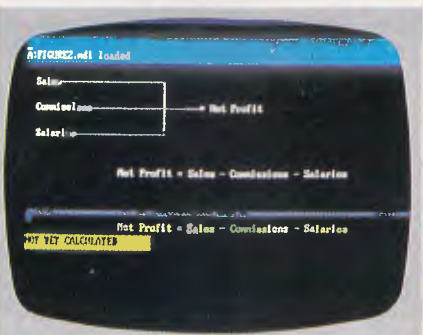 A:FIGURE2.mdl loaded
Sales
Commissions
Net Profit
Salaries
Net Profit = Sales - Commissions - Salaries
Net Profit = Sales - Commissions - Salaries
NOT YET CALCULATED